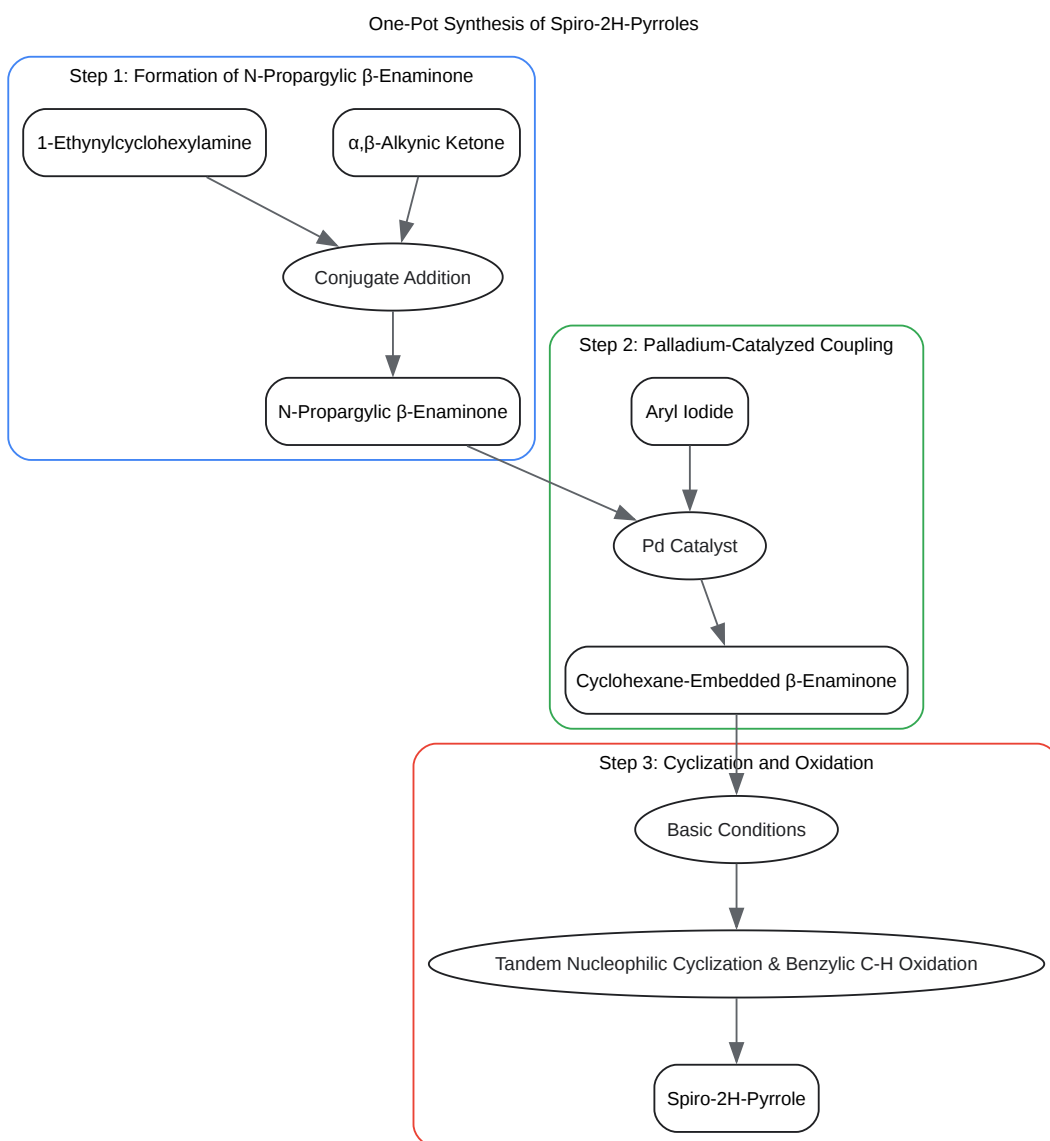 One-Pot Synthesis of Spiro-2H-Pyrroles
Step 1: Formation of N-Propargylic β-Enaminone
1-Ethynylcyclohexylamine
α,β-Alkynic Ketone
Conjugate Addition
N-Propargylic β-Enaminone
Step 2: Palladium-Catalyzed Coupling
Aryl Iodide
Pd Catalyst
Cyclohexane-Embedded β-Enaminone
Step 3: Cyclization and Oxidation
Basic Conditions
Tandem Nucleophilic Cyclization & Benzylic C-H Oxidation
Spiro-2H-Pyrrole